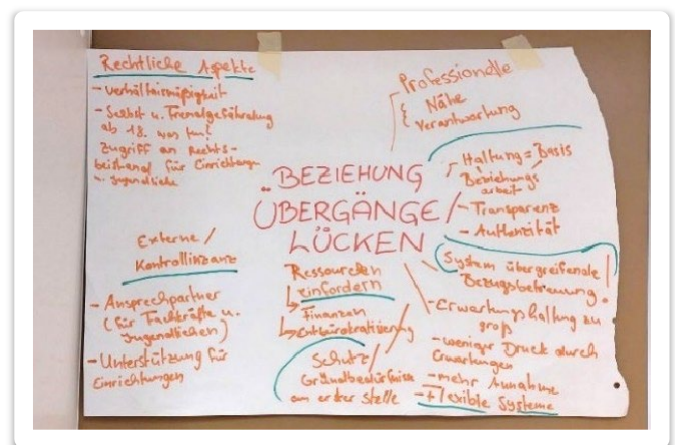 Rechtliche Aspekte
- Verhältnismäßigkeit
- Selbst u. Fremdgefährdung
ab 18. was tun?
Zugriff an Rechts-
beistand für Einrichtungen
u. Jugendliche
Professionelle
{ Nähe
Verantwortung
BEZIEHUNG
ÜBERGÄNGE /
LÜCKEN
Haltung = Basis
Beziehungs
arbeit
- Transparenz
- Authenzität
System übergreifende
Bezugsbetreuung !
- Erwartungshaltung zu
groß
- weniger Druck durch
Erwartungen
- mehr Annahme
- Flexible Systeme
Externe /
Kontrollinzanz
- Ansprechpartner
(für Fachkräfte u.
Jugendlichen)
- Unterstützung für
Einrichtungen
Ressourcen
einfordern
↳ Finanzen
↳ Entbürokratisierung
Schutz /
Grundbedürfnisse
an erster Stelle